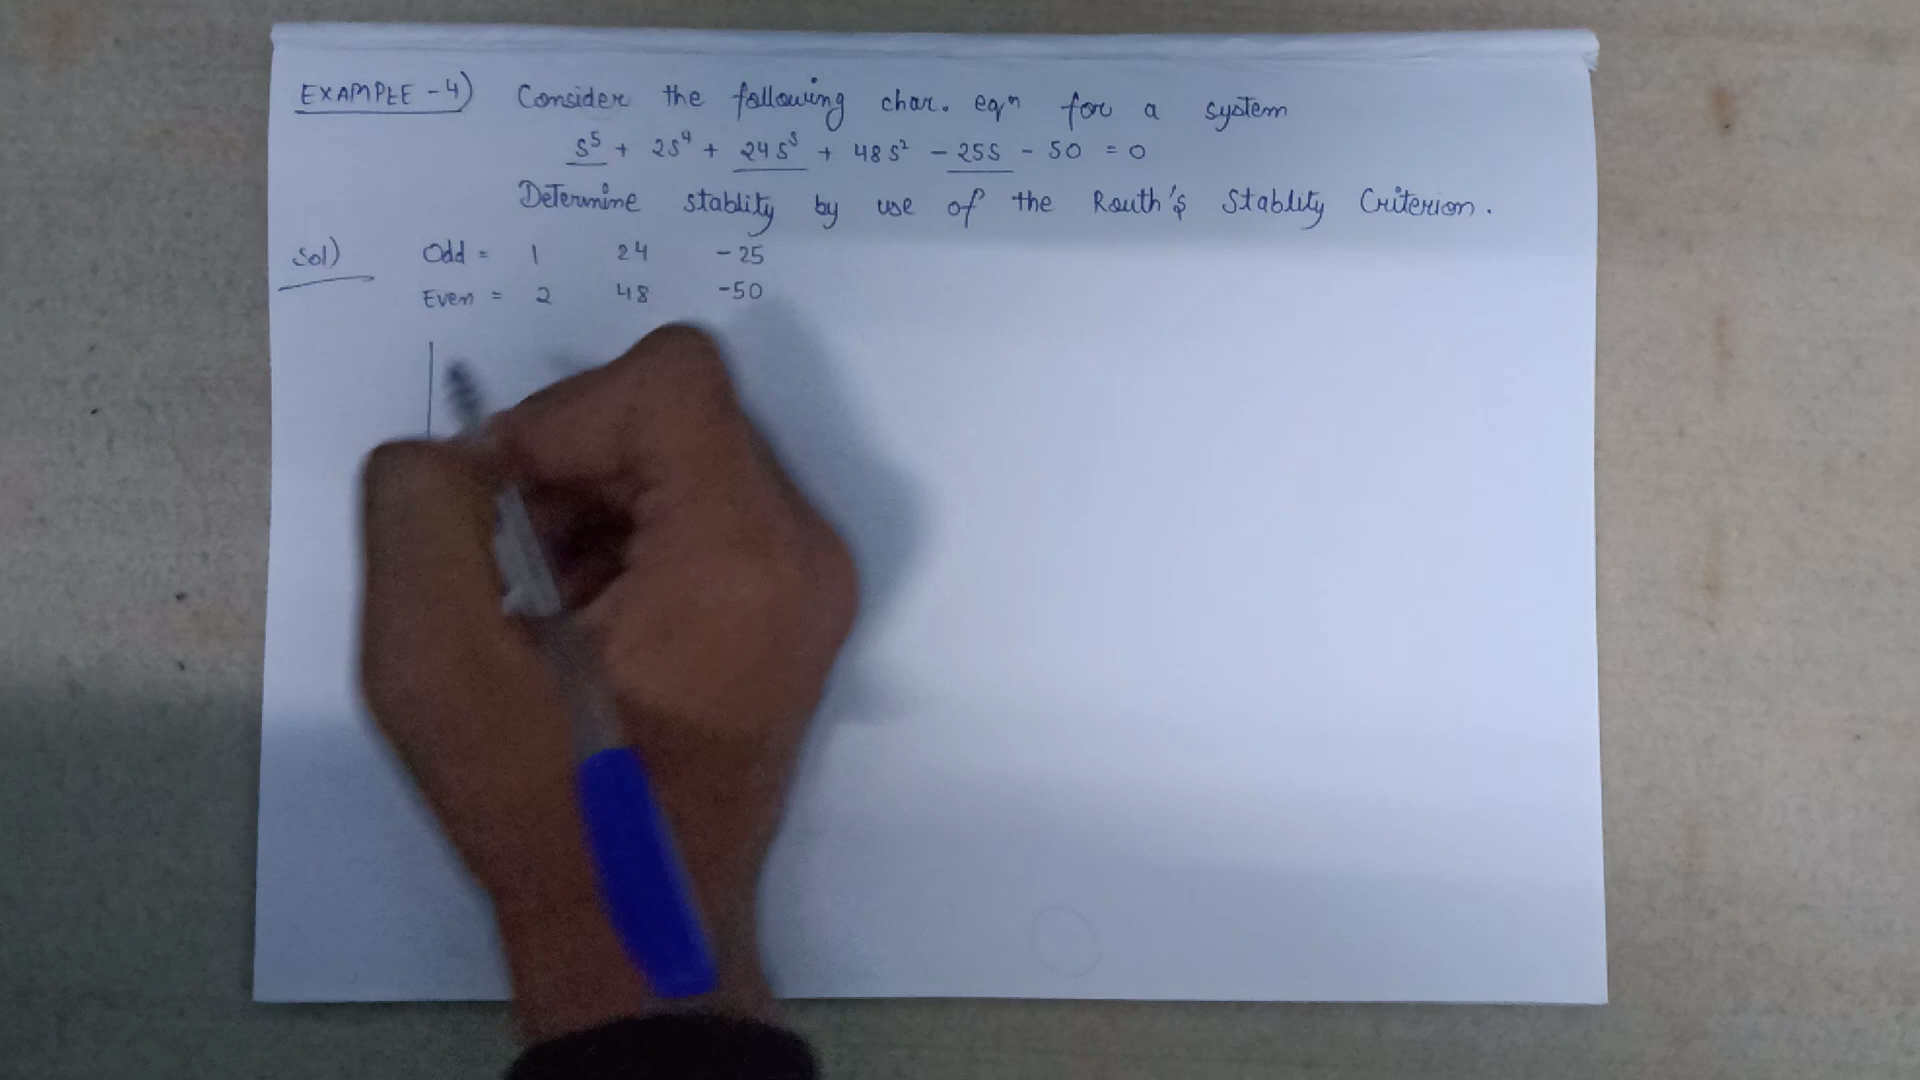 EXAMPLE - 4) Consider the following char. eqn for a system
s⁵ + 2s⁴ + 24s³ + 48s² - 25s - 50 = 0
Determine stablity by use of the Routh's Stablity Criterion.
Sol) Odd = 1 24 -25
Even = 2 48 -50